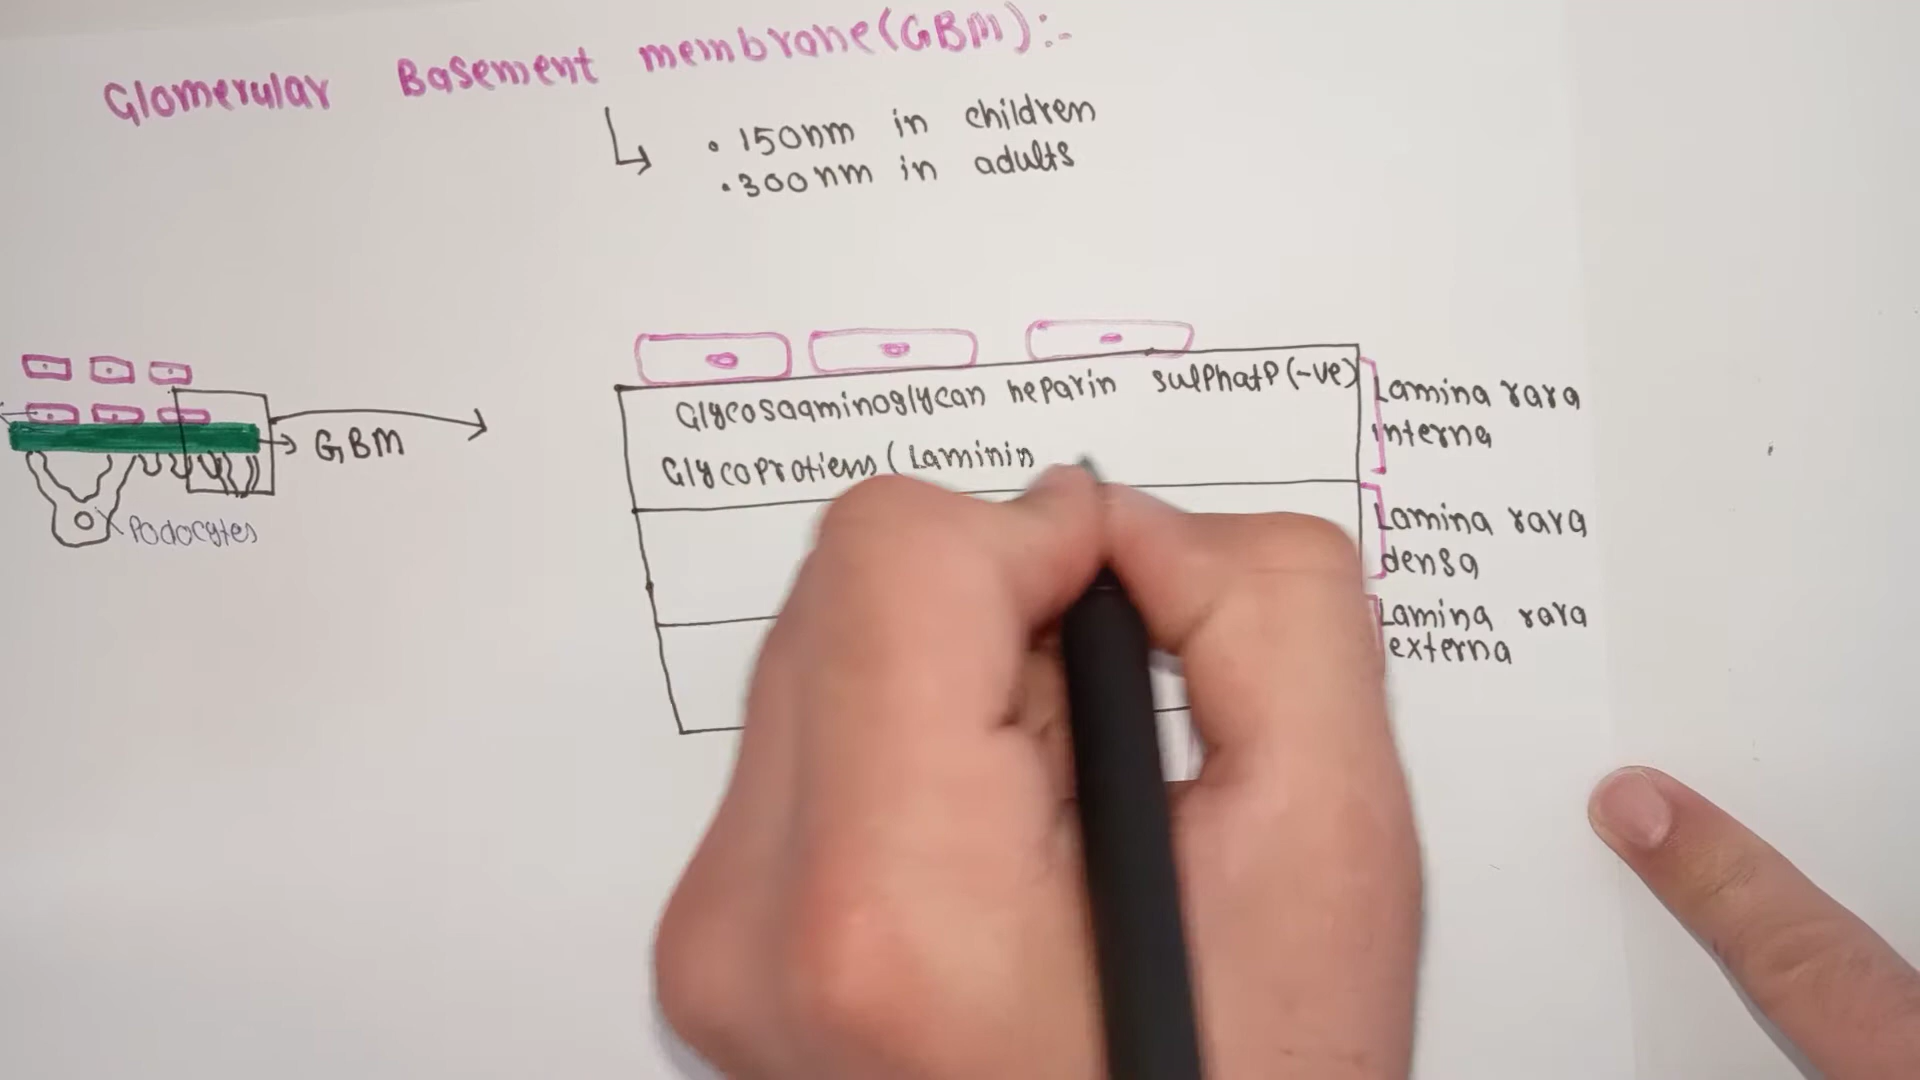 Glomerular Basement membrane(GBM):-
• 150nm in children
• 300nm in adults
Glycosaaminoglycan heparin sulphate (-ve)
Glycoprotiens (Laminin
Lamina rara
interna
Lamina rara
densa
Lamina rara
externa
GBM
Podocytes